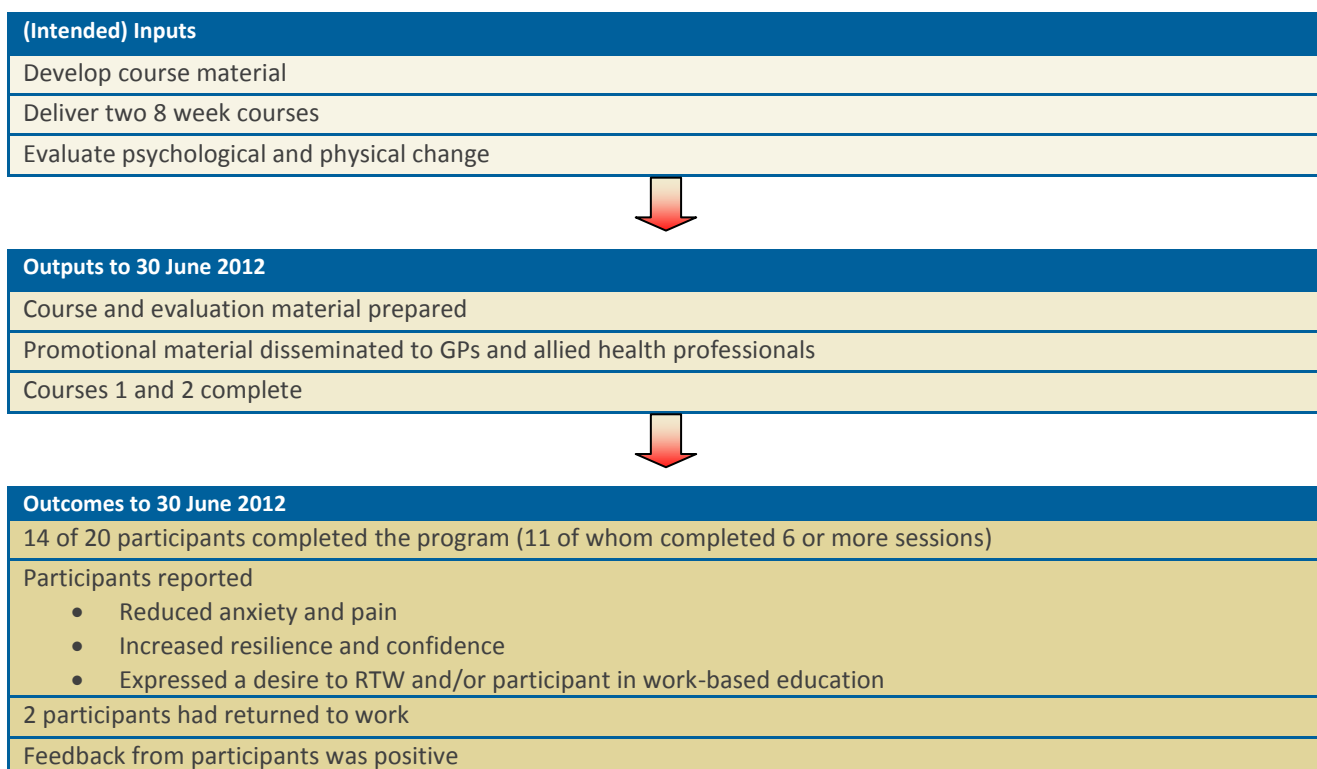 (Intended) Inputs
Develop course material
Deliver two 8 week courses
Evaluate psychological and physical change
Outputs to 30 June 2012
Course and evaluation material prepared
Promotional material disseminated to GPs and allied health professionals
Courses 1 and 2 complete
Outcomes to 30 June 2012
14 of 20 participants completed the program (11 of whom completed 6 or more sessions)
Participants reported
• Reduced anxiety and pain
• Increased resilience and confidence
• Expressed a desire to RTW and/or participant in work-based education
2 participants had returned to work
Feedback from participants was positive